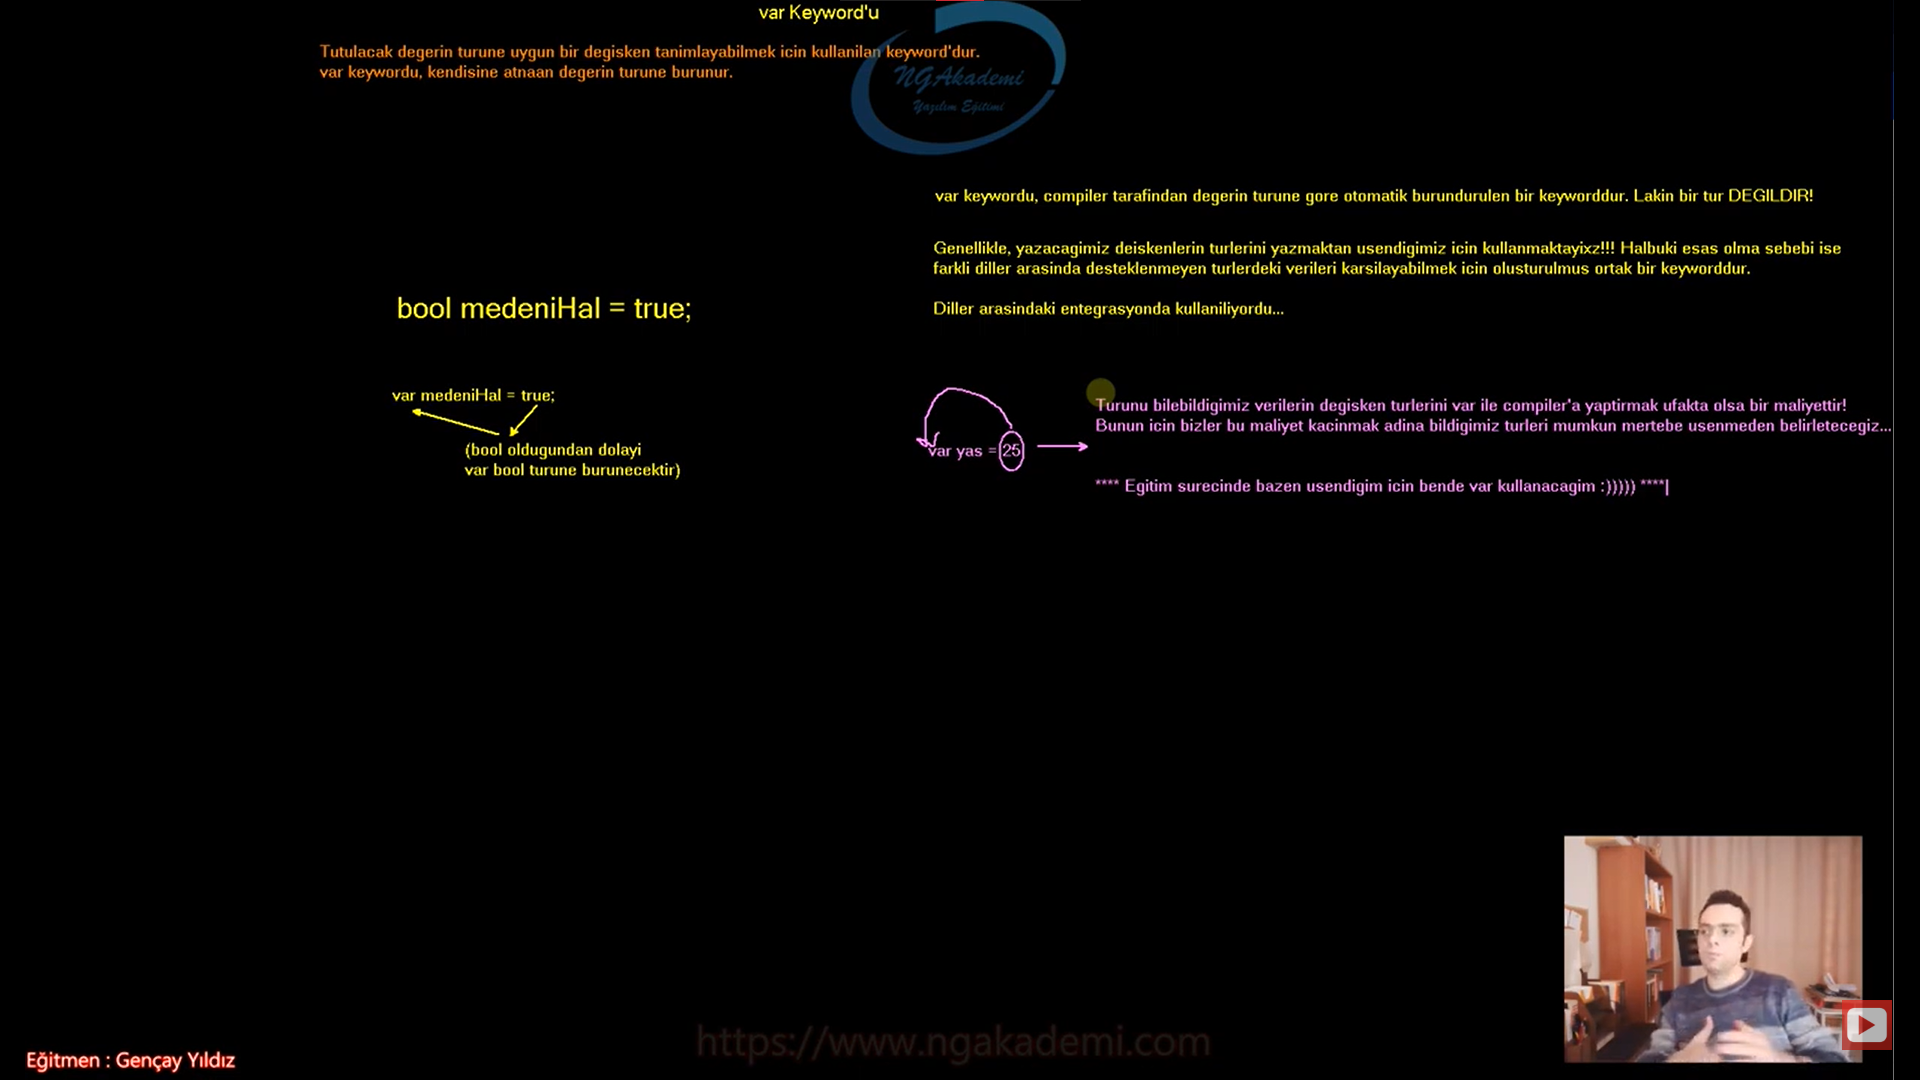 var Keyword'u
Tutulacak degerin turune uygun bir degisken tanimlayabilmek icin kullanilan keyword'dur.
var keywordu, kendisine atnaan degerin turune burunur.
NGAkademi
Yazılım Eğitimi
var keywordu, compiler tarafindan degerin turune gore otomatik burundurulen bir keyworddur. Lakin bir tur DEGILDIR!
Genellikle, yazacagimiz deiskenlerin turlerini yazmaktan usendigimiz icin kullanmaktayixz!!! Halbuki esas olma sebebi ise
farkli diller arasinda desteklenmeyen turlerdeki verileri karsilayabilmek icin olusturulmus ortak bir keyworddur.
Diller arasindaki entegrasyonda kullaniliyordu...
bool medeniHal = true;
var medeniHal = true;
(bool oldugundan dolayi
var bool turune burunecektir)
var yas = 25
Turunu bilebildigimiz verilerin degisken turlerini var ile compiler'a yaptirmak ufakta olsa bir maliyettir!
Bunun icin bizler bu maliyet kacinmak adina bildigimiz turleri mumkun mertebe usenmeden belirletecegiz...
**** Egitim surecinde bazen usendigim icin bende var kullanacagim :))))) ****
https://www.ngakademi.com
Eğitmen : Gençay Yıldız